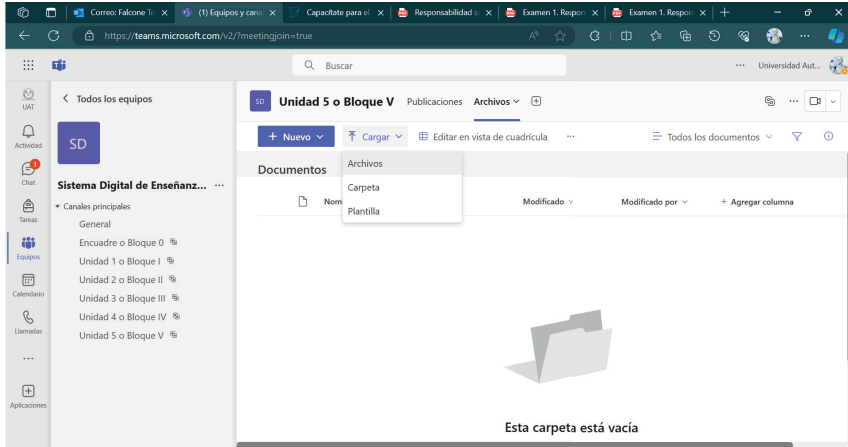 Correo: Falcone Tr
(1) Equipos y cana
Capacítate para el
Responsabilidad s
Examen 1. Respon
Examen 1. Respon
https://teams.microsoft.com/v2/?meetingjoin=true
Buscar
Universidad Aut...
UAT
Actividad
Chat
1
Tareas
Equipos
Calendario
Llamadas
Aplicaciones
Todos los equipos
SD
Sistema Digital de Enseñanz...
Canales principales
General
Encuadre o Bloque 0
Unidad 1 o Bloque I
Unidad 2 o Bloque II
Unidad 3 o Bloque III
Unidad 4 o Bloque IV
Unidad 5 o Bloque V
SD Unidad 5 o Bloque V Publicaciones Archivos
+ Nuevo Cargar Editar en vista de cuadrícula ... Todos los documentos
Documentos
Archivos
Carpeta
Plantilla
Nom Modificado Modificado por + Agregar columna
Esta carpeta está vacía